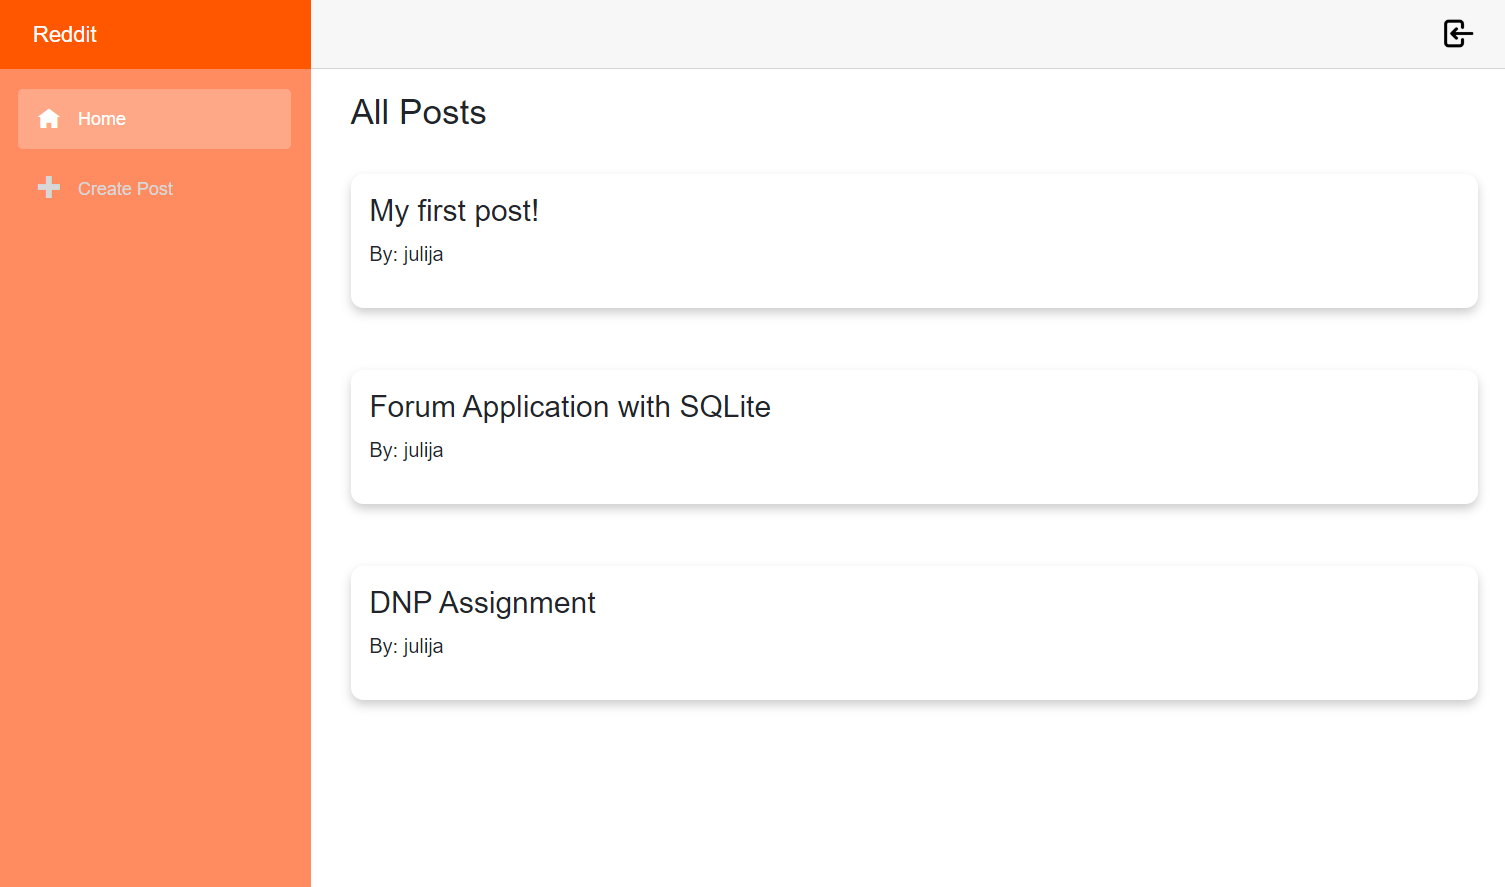 Reddit
Home
Create Post
All Posts
My first post!
By: julija
Forum Application with SQLite
By: julija
DNP Assignment
By: julija